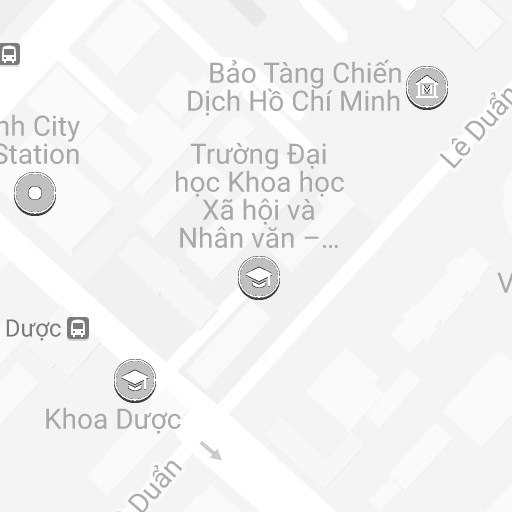 Bảo Tàng Chiến
Dịch Hồ Chí Minh
nh City
Station
Lê Duẩn
Trường Đại
học Khoa học
Xã hội và
Nhân văn –...
V
Dược
Khoa Dược
Duẩn